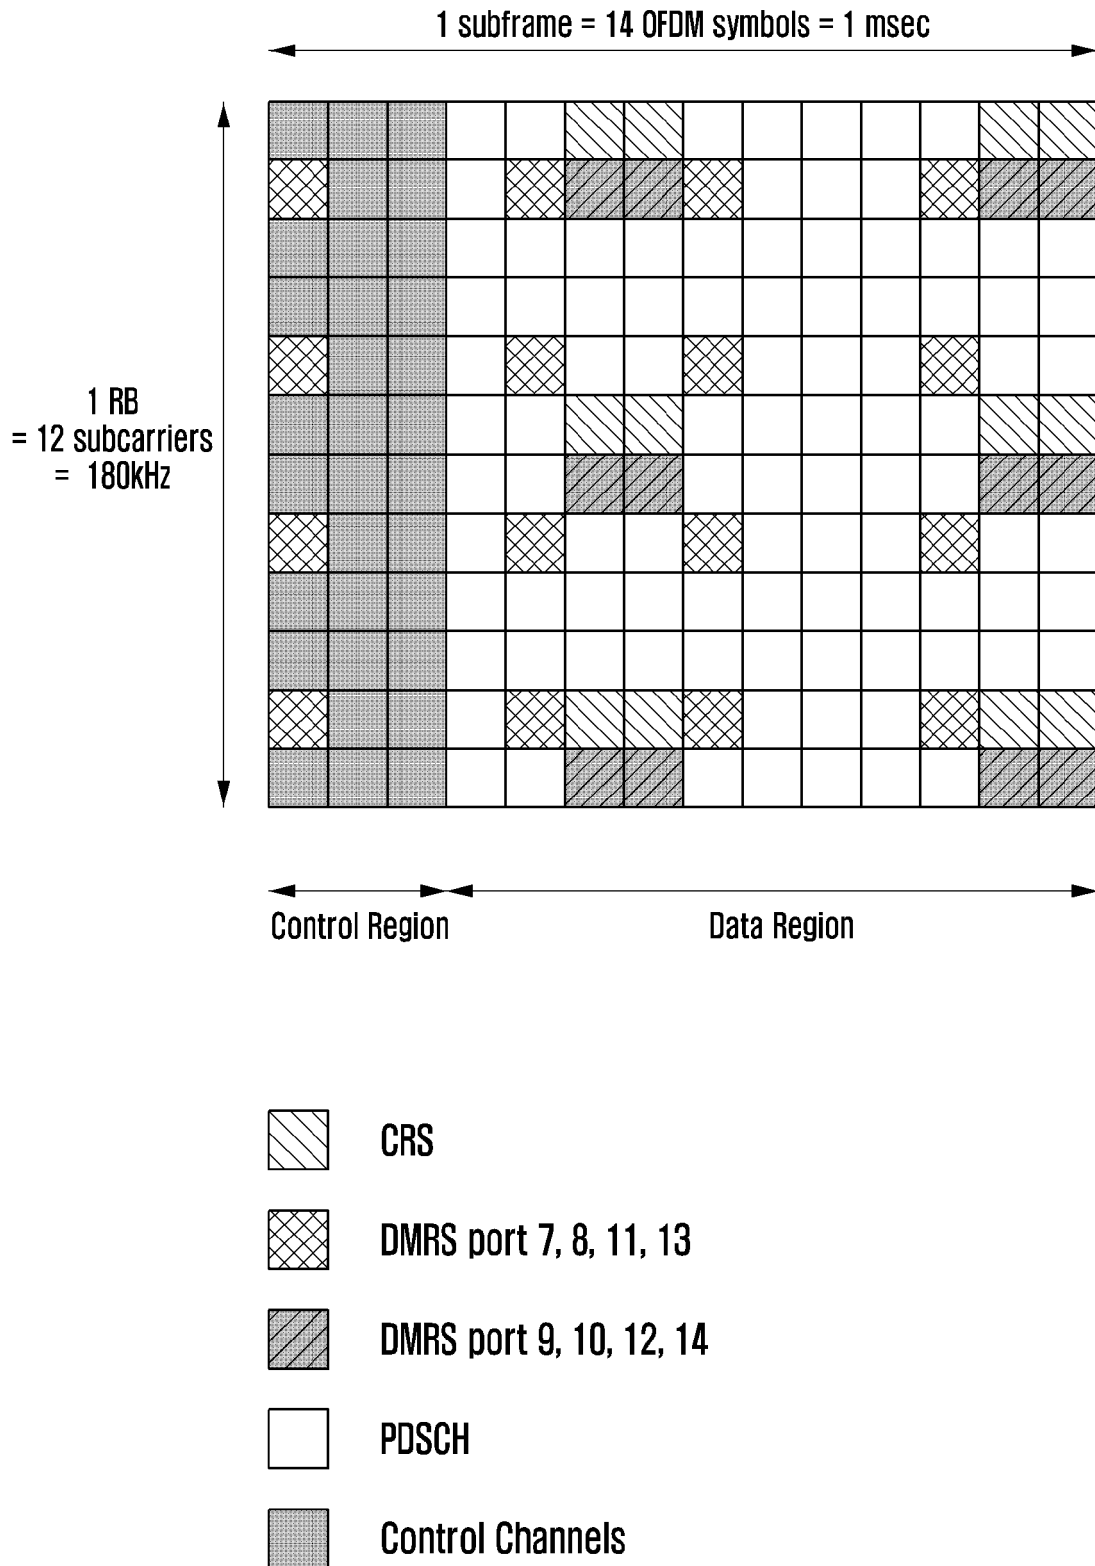 1 subframe = 14 OFDM symbols = 1 msec
1 RB
= 12 subcarriers
= 180kHz
Control Region
Data Region
CRS
DMRS port 7, 8, 11, 13
DMRS port 9, 10, 12, 14
PDSCH
Control Channels